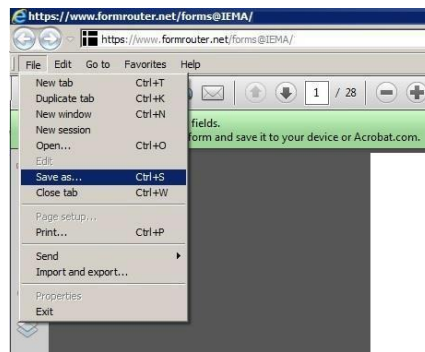 https://www.formrouter.net/forms@IEMA/
https://www.formrouter.net/forms@IEMA/
File Edit Go to Favorites Help
1 / 28
New tab Ctrl+T
Duplicate tab Ctrl+K
New window Ctrl+N
fields.
New session
form and save it to your device or Acrobat.com.
Open... Ctrl+O
Edit
Save as... Ctrl+S
Close tab Ctrl+W
Page setup...
Print... Ctrl+P
Send
Import and export...
Properties
Exit